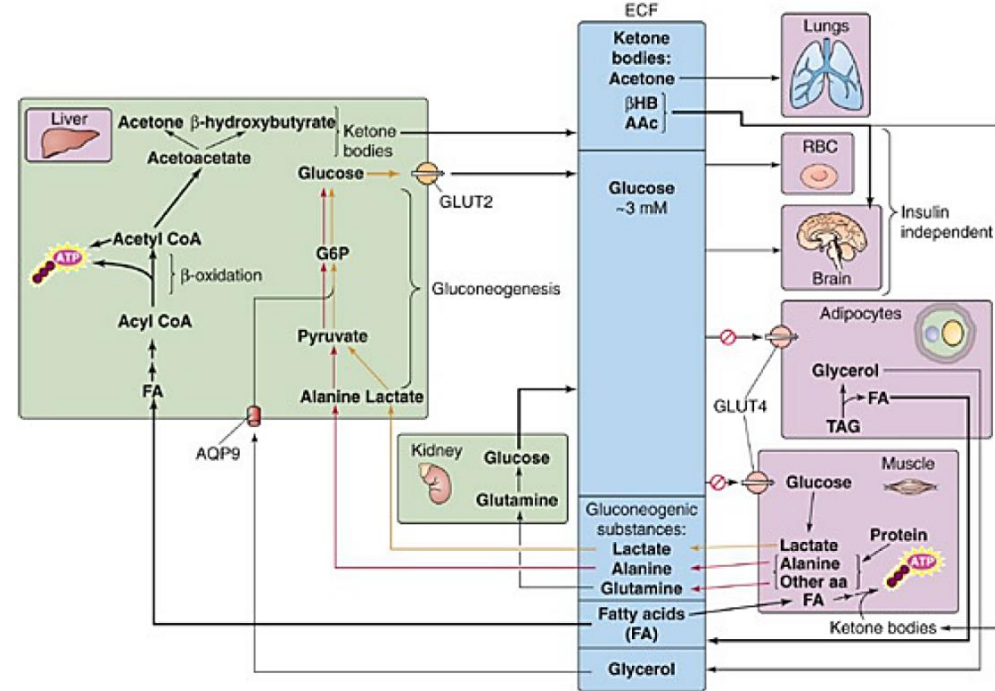 ECF
Ketone
bodies:
Acetone
βHB
AAc
Lungs
Liver
Acetone β-hydroxybutyrate
Ketone
bodies
Acetoacetate
Glucose
GLUT2
Glucose
~3 mM
RBC
Brain
Insulin
independent
Acetyl CoA
ATP
β-oxidation
G6P
Gluconeogenesis
Acyl CoA
Pyruvate
FA
Alanine Lactate
AQP9
Adipocytes
Glycerol
FA
TAG
GLUT4
Kidney
Glucose
Glutamine
Muscle
Glucose
Gluconeogenic
substances:
Lactate
Alanine
Glutamine
Lactate
Alanine
Other aa
Protein
ATP
FA
Ketone bodies
Fatty acids
(FA)
Glycerol